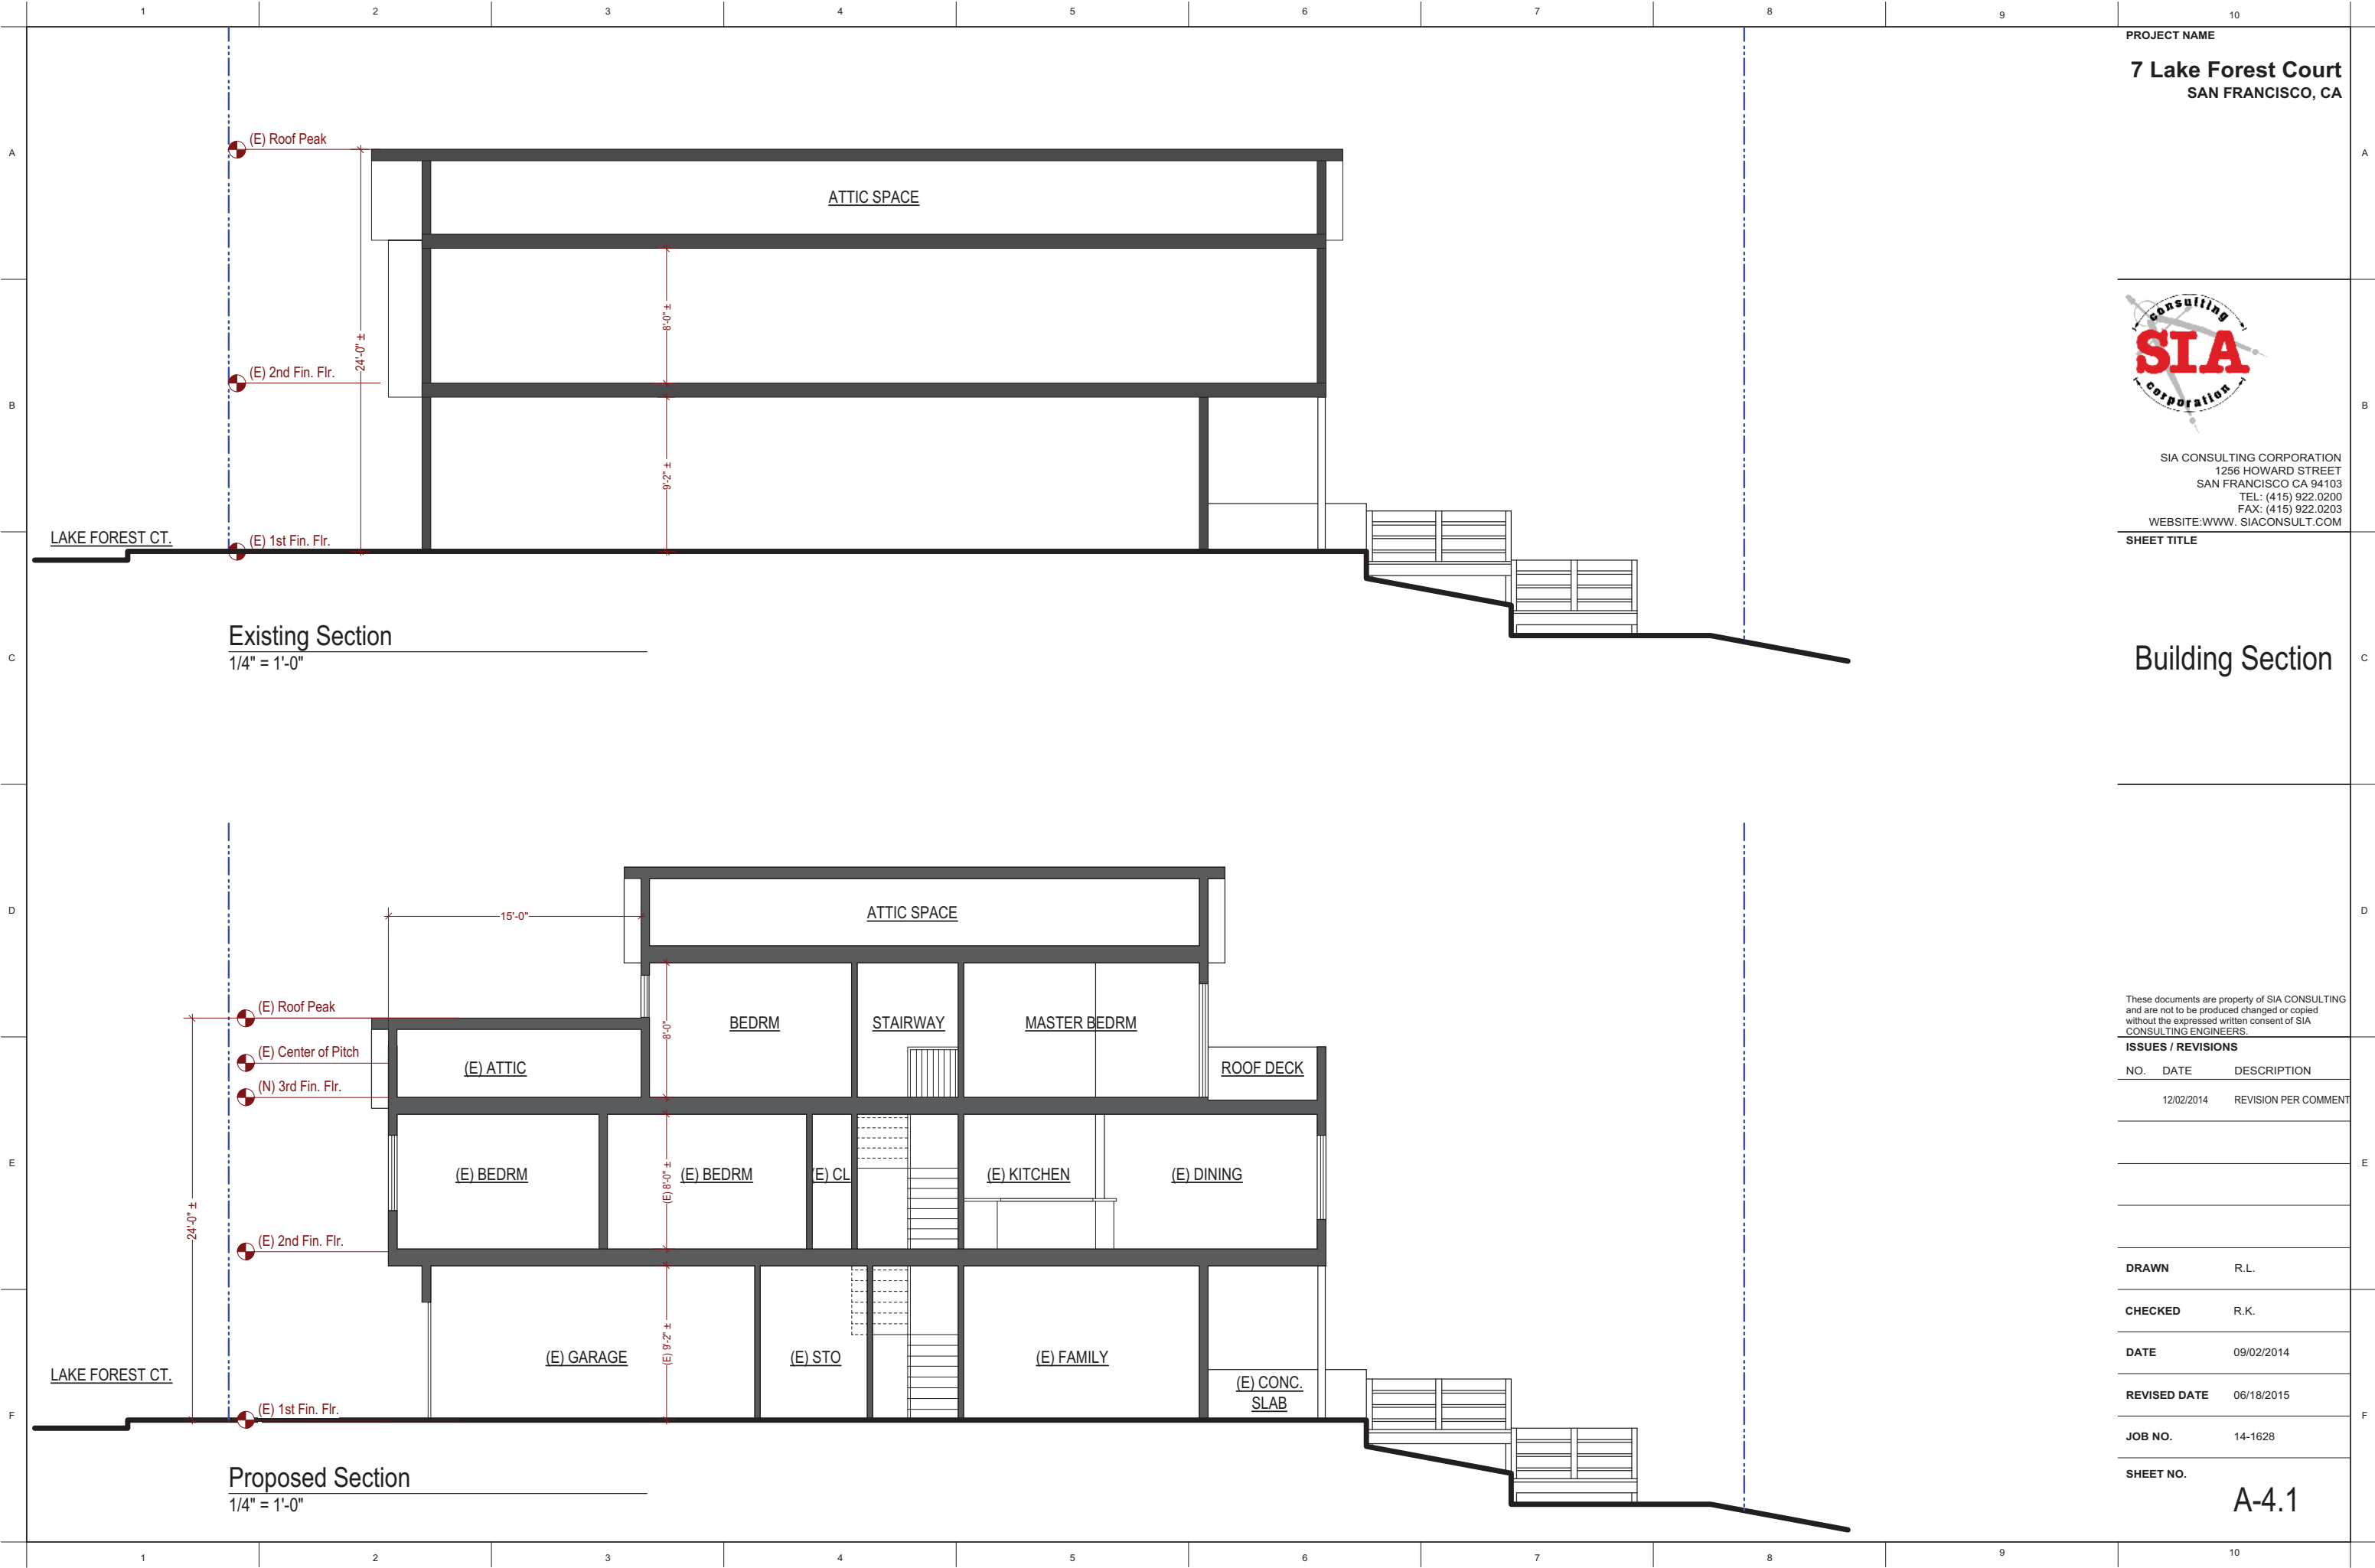 1 2 3 4 5 6 7 8 9 10
PROJECT NAME
7 Lake Forest Court
SAN FRANCISCO, CA
A
A
(E) Roof Peak
ATTIC SPACE
24'-0" ±
8'-0" ±
(E) 2nd Fin. Flr.
B
B
9'-2" ±
LAKE FOREST CT.
(E) 1st Fin. Flr.
Existing Section
1/4" = 1'-0"
C
C
consulting
SIA
corporation
SIA CONSULTING CORPORATION
1256 HOWARD STREET
SAN FRANCISCO CA 94103
TEL: (415) 922.0200
FAX: (415) 922.0203
WEBSITE:WWW. SIACONSULT.COM
SHEET TITLE
Building Section
D
D
ATTIC SPACE
15'-0"
(E) Roof Peak
(E) Center of Pitch
(N) 3rd Fin. Flr.
(E) ATTIC
8'-0"
BEDRM
STAIRWAY
MASTER BEDRM
ROOF DECK
E
E
(E) BEDRM
(E) 8'-0" ±
(E) BEDRM
(E) CL
(E) KITCHEN
(E) DINING
24'-0" ±
(E) 2nd Fin. Flr.
(E) GARAGE
(E) 9'-2" ±
(E) STO
(E) FAMILY
(E) CONC.
SLAB
LAKE FOREST CT.
(E) 1st Fin. Flr.
F
F
Proposed Section
1/4" = 1'-0"
These documents are property of SIA CONSULTING
and are not to be produced changed or copied
without the expressed written consent of SIA
CONSULTING ENGINEERS.
ISSUES / REVISIONS
NO. DATE DESCRIPTION
12/02/2014 REVISION PER COMMENT
DRAWN R.L.
CHECKED R.K.
DATE 09/02/2014
REVISED DATE 06/18/2015
JOB NO. 14-1628
SHEET NO.
A-4.1
1 2 3 4 5 6 7 8 9 10